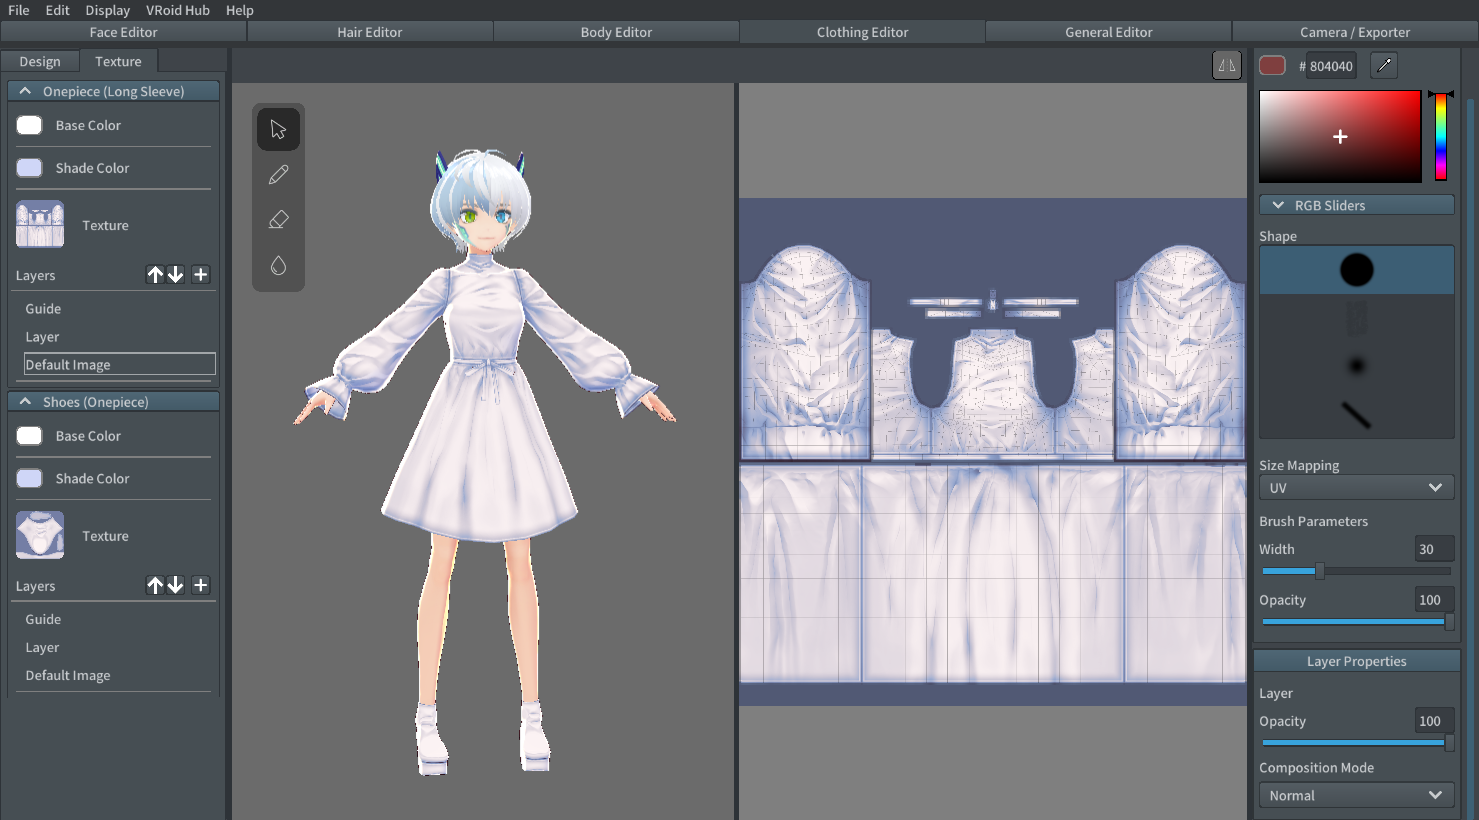 File Edit Display VRoid Hub Help
Face Editor Hair Editor Body Editor Clothing Editor General Editor Camera / Exporter
Design Texture
Onepiece (Long Sleeve)
Base Color
Shade Color
Texture
Layers
Guide
Layer
Default Image
Shoes (Onepiece)
Base Color
Shade Color
Texture
Layers
Guide
Layer
Default Image
# 804040
RGB Sliders
Shape
Size Mapping
UV
Brush Parameters
Width 30
Opacity 100
Layer Properties
Layer
Opacity 100
Composition Mode
Normal